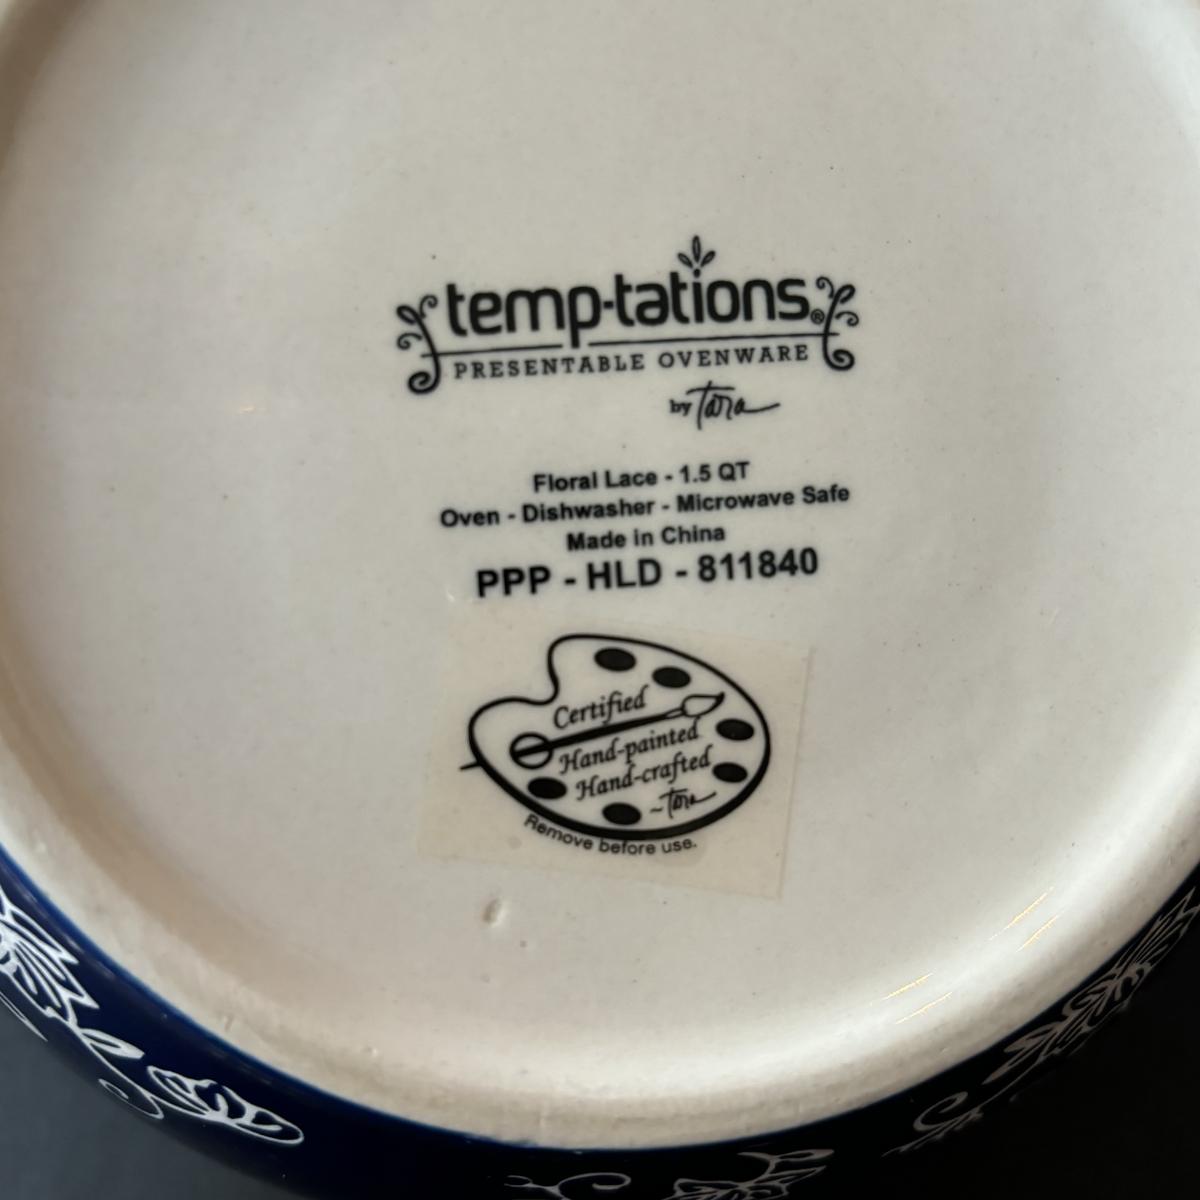 temp-tations®
PRESENTABLE OVENWARE
by Tara
Floral Lace - 1.5 QT
Oven - Dishwasher - Microwave Safe
Made in China
PPP - HLD - 811840
Certified
Hand-painted
Hand-crafted
~Tara
Remove before use.